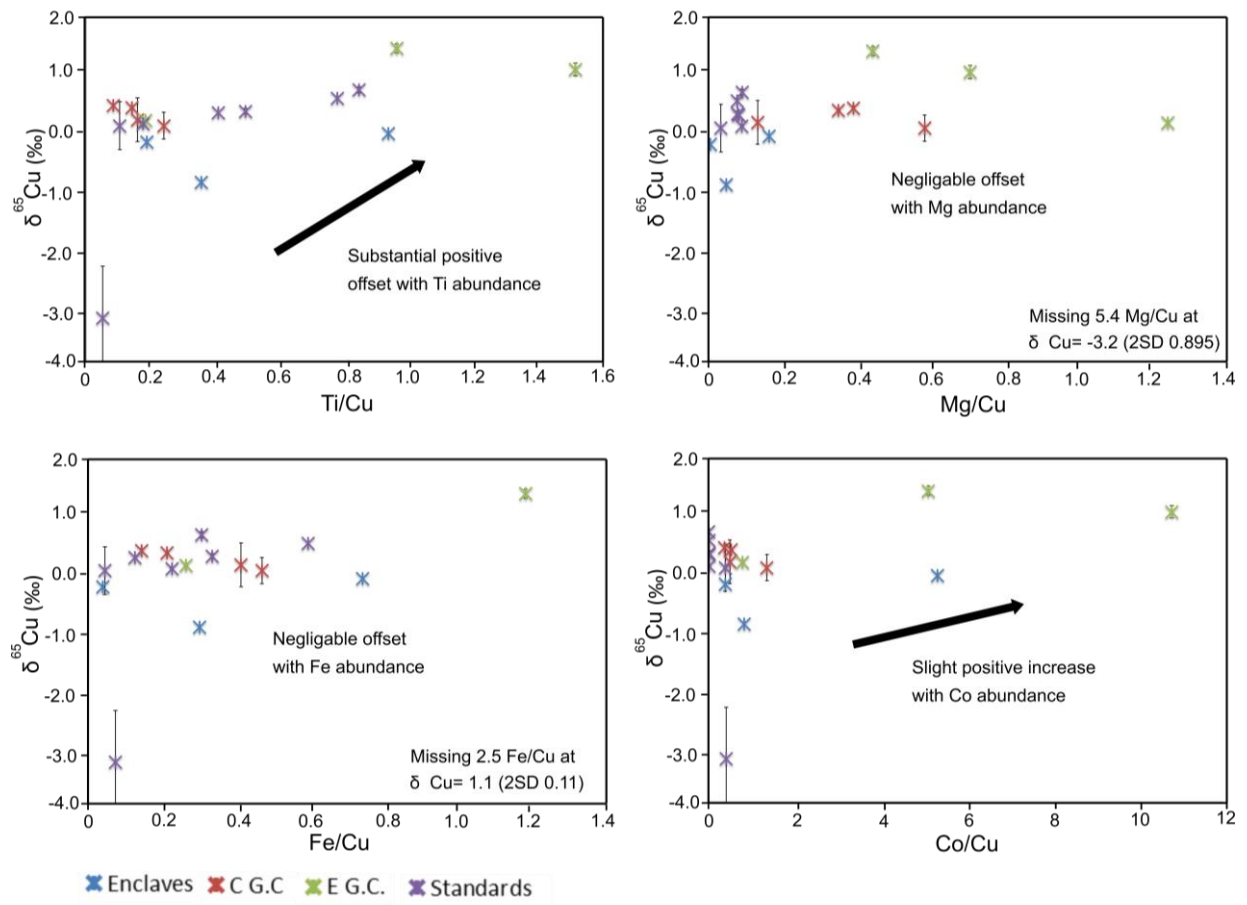 2.0
1.0
0.0
-1.0
-2.0
-3.0
-4.0
δ⁶⁵Cu (‰)
Substantial positive
offset with Ti abundance
0 0.2 0.4 0.6 0.8 1.0 1.2 1.4 1.6
Ti/Cu
2.0
1.0
0.0
-1.0
-2.0
-3.0
-4.0
δ⁶⁵Cu (‰)
Negligable offset
with Mg abundance
Missing 5.4 Mg/Cu at
δ Cu= -3.2 (2SD 0.895)
0 0.2 0.4 0.6 0.8 1.0 1.2 1.4
Mg/Cu
2.0
1.0
0.0
-1.0
-2.0
-3.0
-4.0
δ⁶⁵Cu (‰)
Negligable offset
with Fe abundance
Missing 2.5 Fe/Cu at
δ Cu= 1.1 (2SD 0.11)
0 0.2 0.4 0.6 0.8 1.0 1.2 1.4
Fe/Cu
2.0
1.0
0.0
-1.0
-2.0
-3.0
-4.0
δ⁶⁵Cu (‰)
Slight positive increase
with Co abundance
0 2 4 6 8 10 12
Co/Cu
Enclaves C G.C E G.C. Standards